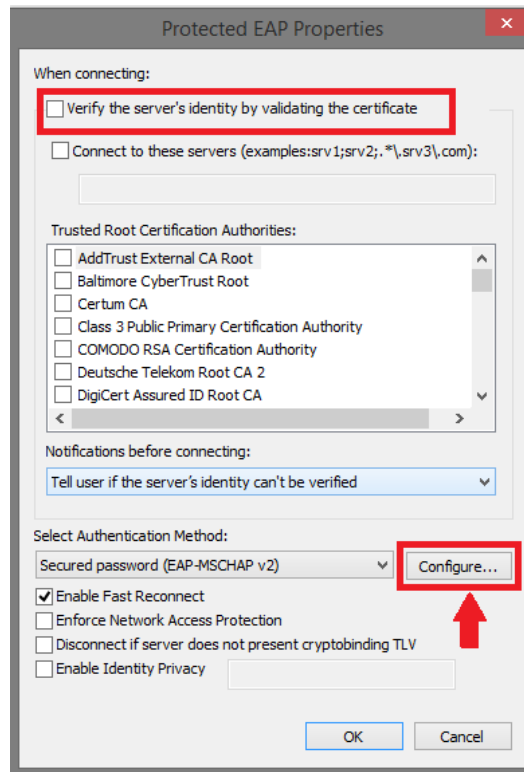 Protected EAP Properties
When connecting:
Verify the server's identity by validating the certificate
Connect to these servers (examples:srv1;srv2;.*\.srv3\.com):
Trusted Root Certification Authorities:
AddTrust External CA Root
Baltimore CyberTrust Root
Certum CA
Class 3 Public Primary Certification Authority
COMODO RSA Certification Authority
Deutsche Telekom Root CA 2
DigiCert Assured ID Root CA
Notifications before connecting:
Tell user if the server's identity can't be verified
Select Authentication Method:
Secured password (EAP-MSCHAP v2)
Configure...
Enable Fast Reconnect
Enforce Network Access Protection
Disconnect if server does not present cryptobinding TLV
Enable Identity Privacy
OK Cancel